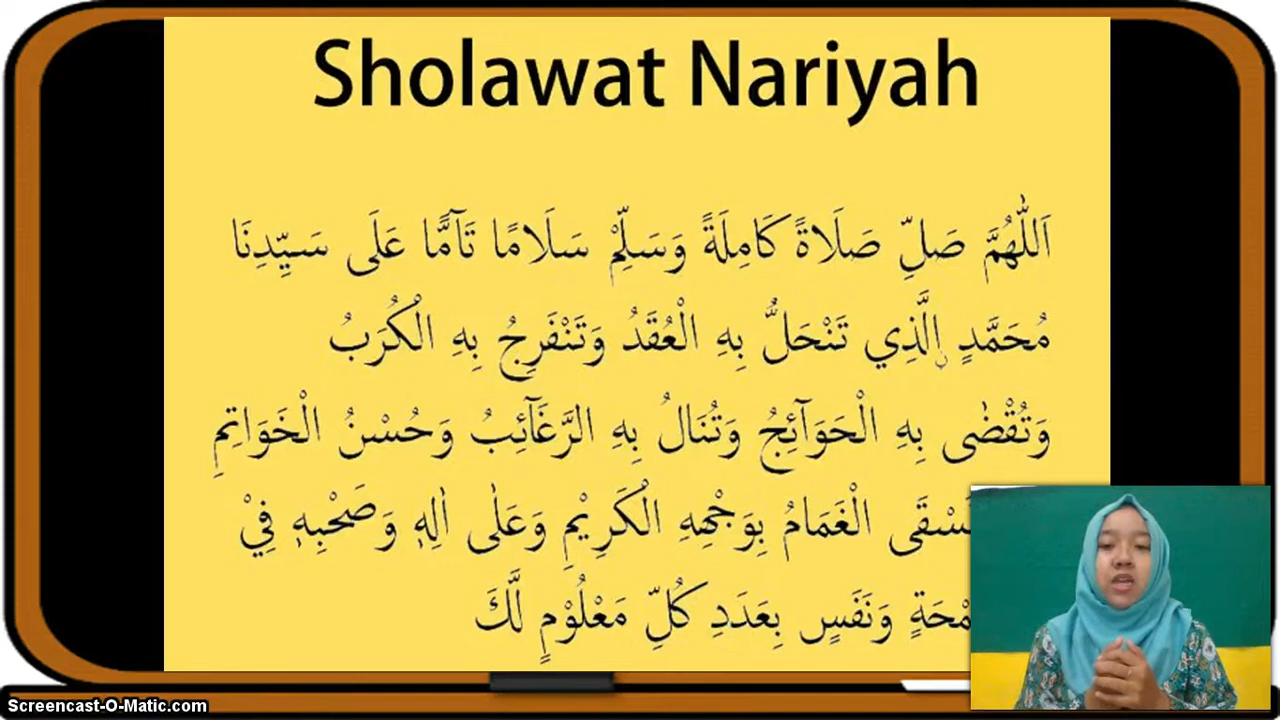 Sholawat Nariyah
اَللّٰهُمَّ صَلِّ صَلَاةً كَامِلَةً وَسَلِّمْ سَلَامًا تَآمًّا عَلَى سَيِّدِنَا
مُحَمَّدٍ ۨالَّذِي تَنْحَلُّ بِهِ الْعُقَدُ وَتَنْفَرِجُ بِهِ الْكُرَبُ
وَتُقْضٰى بِهِ الْحَوَآئِجُ وَتُنَالُ بِهِ الرَّغَآئِبُ وَحُسْنُ الْخَوَاتِمِ
الْغَمَامُ بِوَجْهِهِ الْكَرِيْمِ وَعَلٰى اٰلِهٖ وَصَحْبِهٖ فِيْ
وَنَفَسٍ بِعَدَدِ كُلِّ مَعْلُوْمٍ لَّكَ
Screencast-O-Matic.com